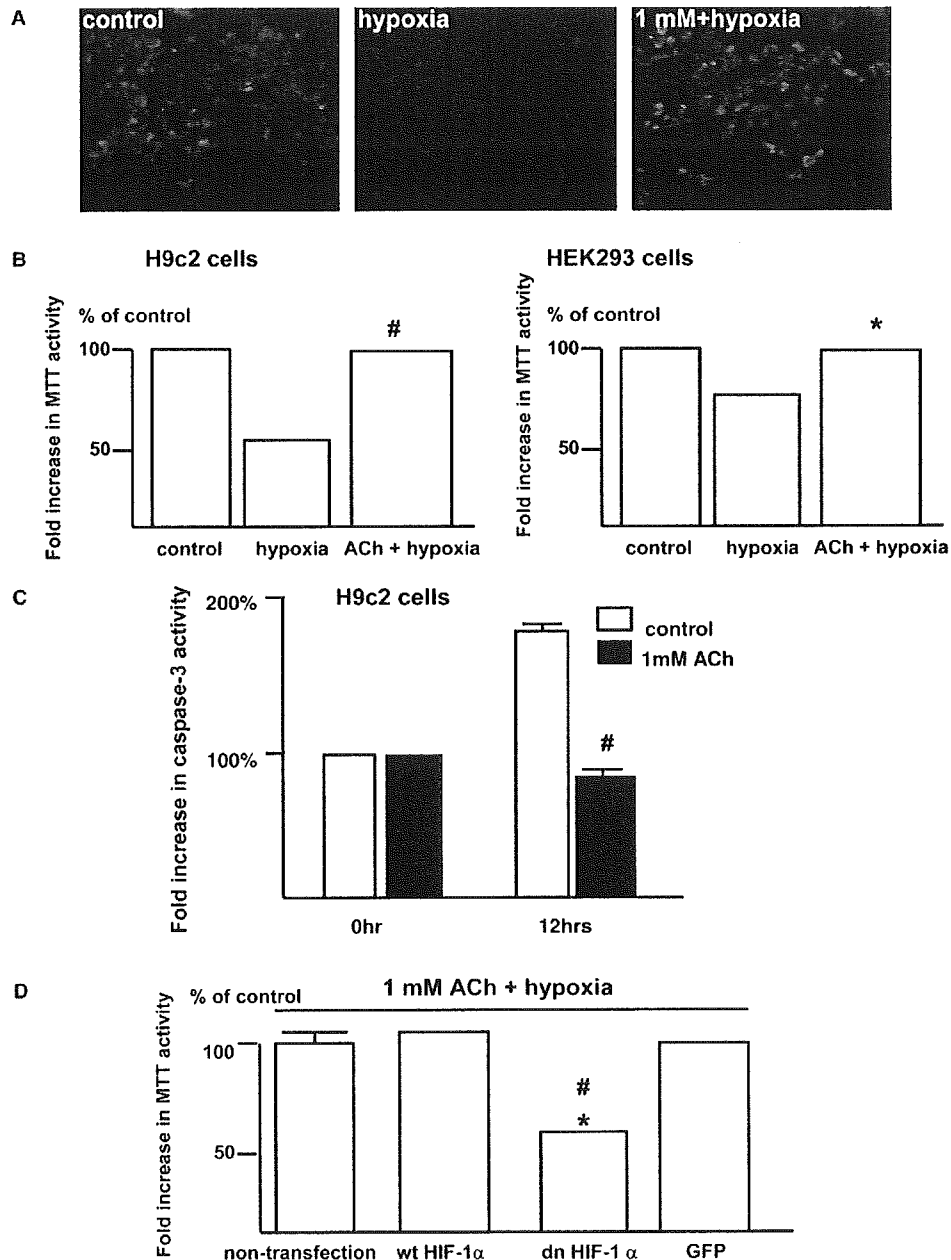 A
control
hypoxia
1 mM+hypoxia
B
H9c2 cells
HEK293 cells
Fold increase in MTT activity
% of control
#
100
50
control hypoxia ACh + hypoxia
Fold increase in MTT activity
% of control
*
100
50
control hypoxia ACh + hypoxia
C
H9c2 cells
Fold increase in caspase-3 activity
200%
100%
control
1mM ACh
#
0hr 12hrs
D
1 mM ACh + hypoxia
Fold increase in MTT activity
% of control
100
50
#
*
non-transfection wt HIF-1α dn HIF-1 α GFP